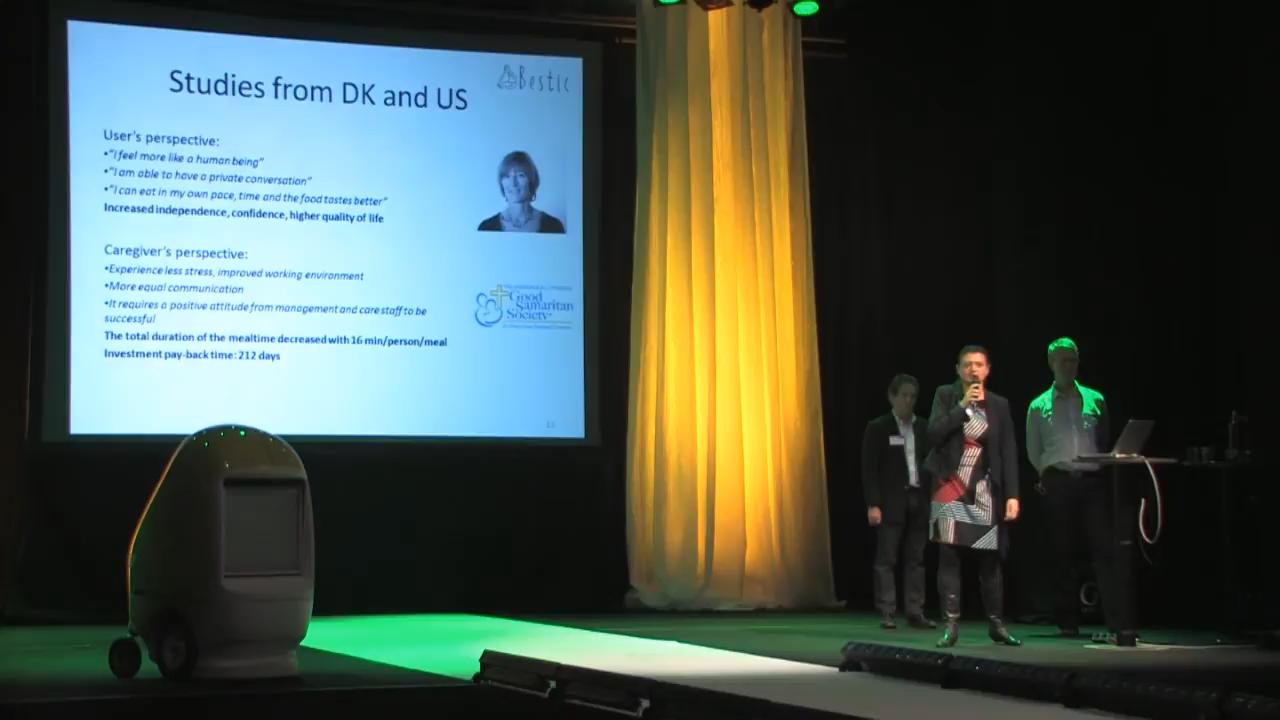 Bestic
Studies from DK and US
User's perspective:
•"I feel more like a human being"
•"I am able to have a private conversation"
•"I can eat in my own pace, time and the food tastes better"
Increased independence, confidence, higher quality of life
Caregiver's perspective:
•Experience less stress, improved working environment
•More equal communication
•It requires a positive attitude from management and care staff to be
successful
The total duration of the mealtime decreased with 16 min/person/meal
Investment pay-back time: 212 days
Good
Samaritan
Society